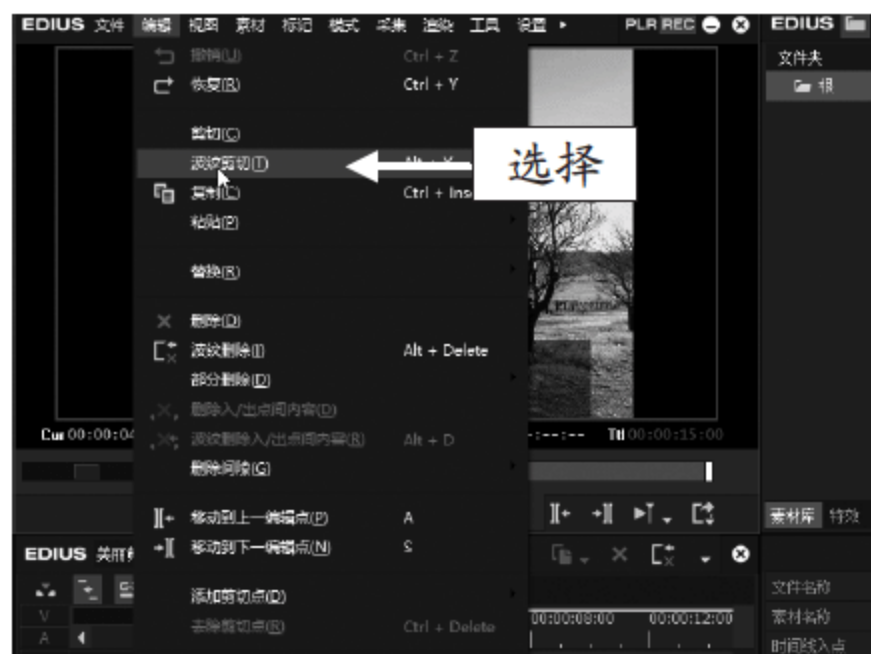 EDIUS 文件 编辑 视图 素材 标记 模式 采集 渲染 工具 设置 PLR REC EDIUS
撤销(U) Ctrl + Z
文件夹
恢复(R) Ctrl + Y
根
剪切(C)
波纹剪切(T) Alt + X
选择
复制(C) Ctrl + Inse
粘贴(P)
替换(R)
删除(D)
波纹删除(I) Alt + Delete
部分删除(D)
删除入/出点间内容(D)
Cur 00:00:04 --:--:-- Ttl 00:00:15:00
波纹删除入/出点间内容(R) Alt + D
删除间隙(G)
移动到上一编辑点(P) A
素材库 特效
移动到下一编辑点(N) S
EDIUS 美丽
添加剪切点(D)
文件名称
V 00:00:08:00 00:00:12:00
素材名称
去除剪切点(R) Ctrl + Delete
A
时间线入点